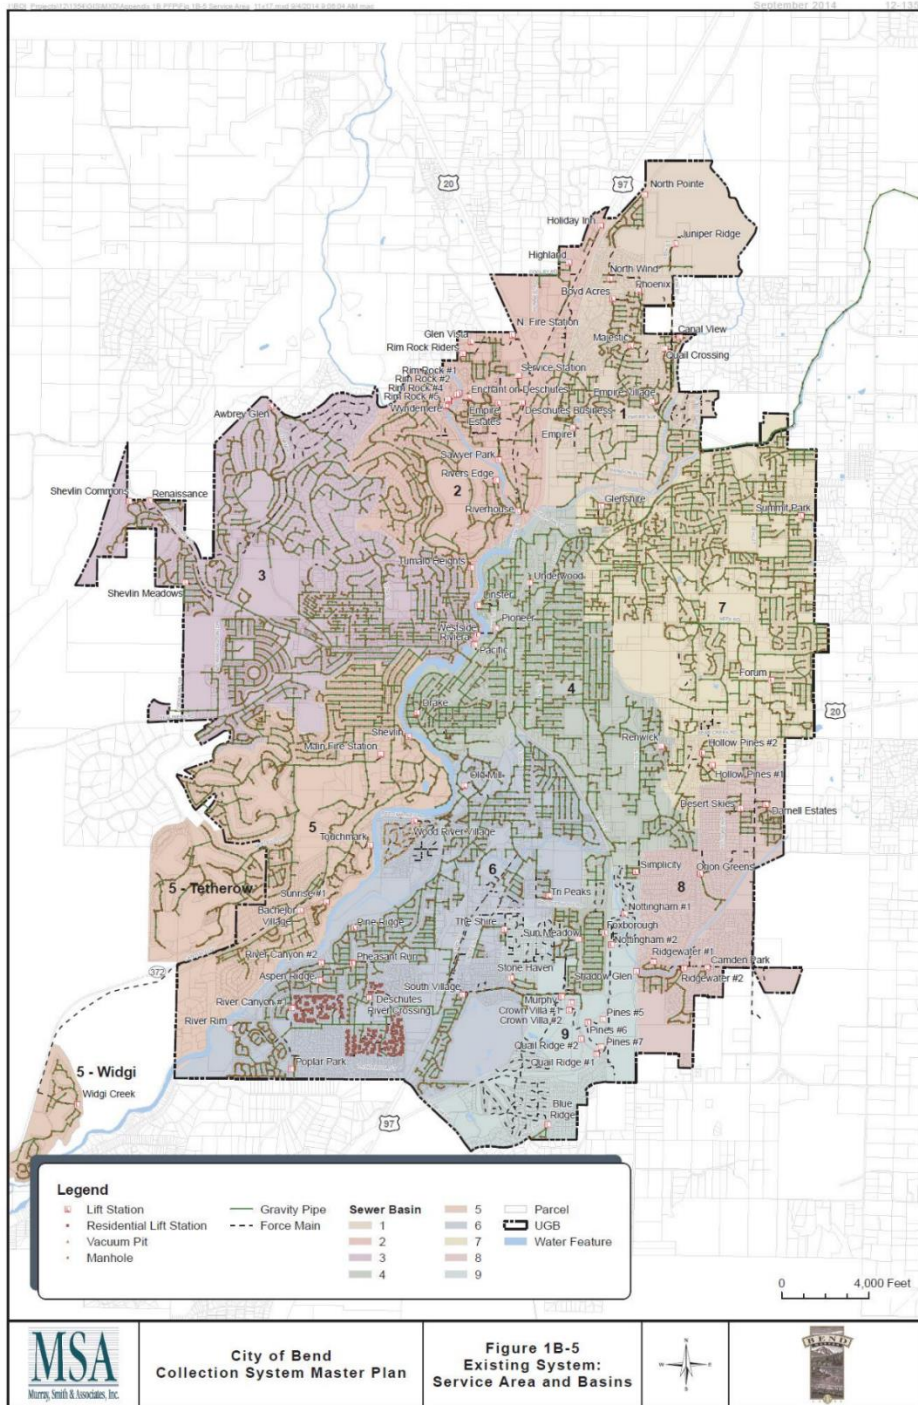 September 2014
20
97
North Pointe
Holiday Inn
Juniper Ridge
Highland
North Wind
Phoenix
Boyd Acres
N. Fire Station
Canal View
Glen Vista
Majestic
Rim Rock Riders
Quail Crossing
Rim Rock #1
Service Station
Rim Rock #2
Rim Rock #4
Enchant on Deschutes
Empire Village
Rim Rock #5
Wyndemere
Empire
Estates
Deschutes Business
1
Awbrey Glen
Empire
Sawyer Park
Rivers Edge
2
Shevlin Commons
Renaissance
Glenshire
Riverhouse
Summit Park
Tumalo Heights
3
Underwood
Shevlin Meadows
7
Pioneer
Westside
Riviera
Pacific
Forum
4
Drake
20
Shevlin
Renwick
Main Fire Station
Hollow Pines #2
Hollow Pines #1
Old Mill
Desert Skies
Darnell Estates
5
Wood River Village
Touchmark
5 - Tetherow
6
Simplicity
Orion Greens
8
Sunrise #1
Tri Peaks
Bachelor
Village
Nottingham #1
Pine Ridge
The Shire
Foxborough
Sun Meadow
Nottingham #2
River Canyon #2
Pheasant Run
Ridgewater #1
Camden Park
372
Aspen Ridge
Stone Haven
Shadow Glen
Ridgewater #2
South Village
River Canyon #1
Deschutes
River Crossing
Murphy
Crown Villa #1
Crown Villa #2
Pines #5
River Rim
9
Pines #6
Quail Ridge #2
Pines #7
Poplar Park
Quail Ridge #1
5 - Widgi
Widgi Creek
Blue
Ridge
97
Legend
Lift Station
Residential Lift Station
Vacuum Pit
Manhole
Gravity Pipe
Force Main
Sewer Basin
1
2
3
4
5
6
7
8
9
Parcel
UGB
Water Feature
0
4,000 Feet
MSA
Murray, Smith & Associates, Inc.
City of Bend
Collection System Master Plan
Figure 1B-5
Existing System:
Service Area and Basins
N
W
E
S
BEND